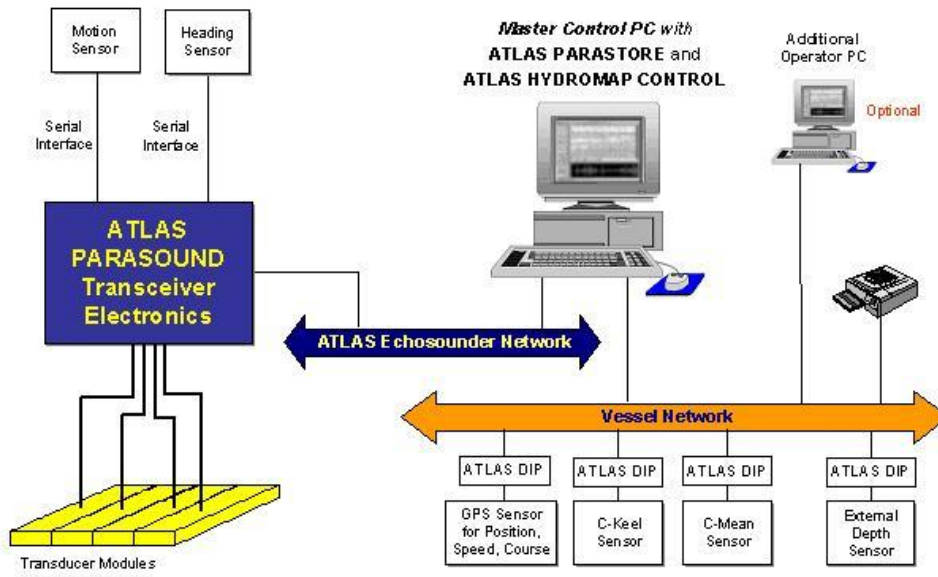 Motion
Sensor
Heading
Sensor
Master Control PC with
ATLAS PARASTORE and
ATLAS HYDROMAP CONTROL
Additional
Operator PC
Optional
Serial
Interface
Serial
Interface
ATLAS
PARASOUND
Transceiver
Electronics
ATLAS Echosounder Network
Vessel Network
ATLAS DIP
ATLAS DIP
ATLAS DIP
ATLAS DIP
GPS Sensor
for Position,
Speed, Course
C-Keel
Sensor
C-Mean
Sensor
External
Depth
Sensor
Transducer Modules